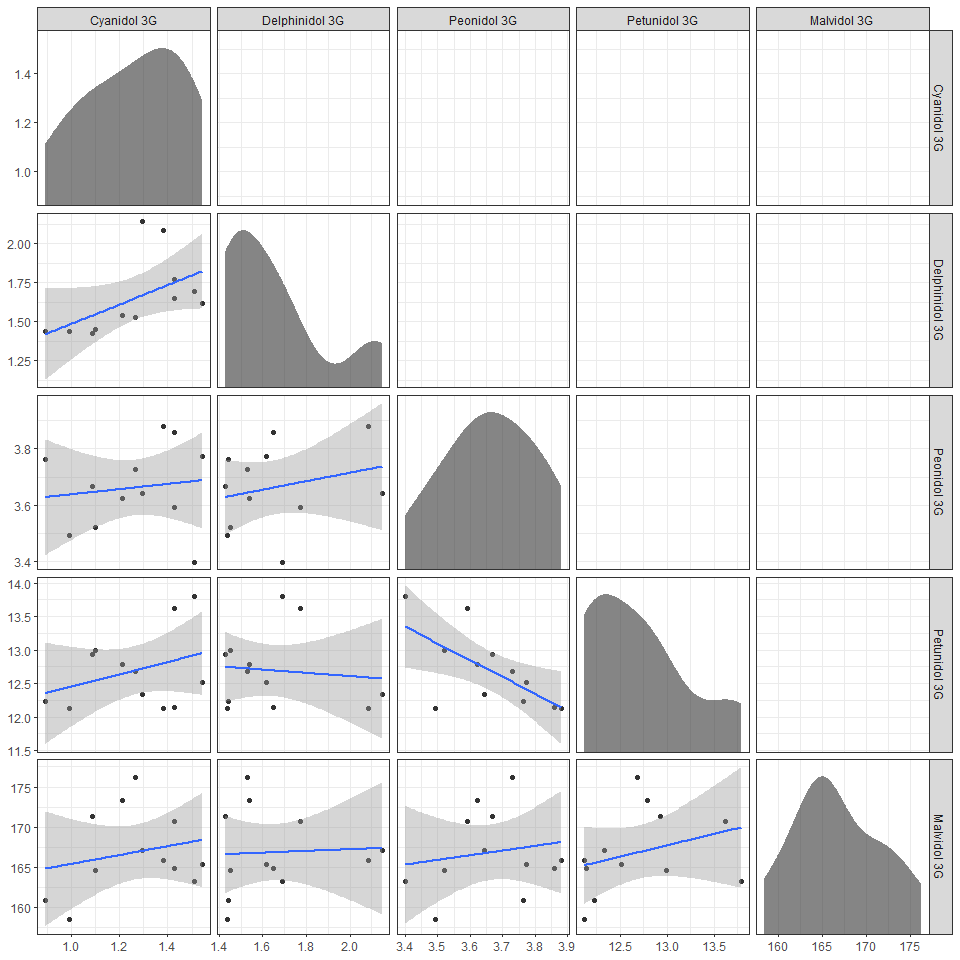 Cyanidol 3G Delphinidol 3G Peonidol 3G Petunidol 3G Malvidol 3G
1.4
1.2
1.0
Cyanidol 3G
2.00
1.75
1.50
1.25
Delphinidol 3G
3.8
3.6
3.4
Peonidol 3G
14.0
13.5
13.0
12.5
12.0
11.5
Petunidol 3G
175
170
165
160
Malvidol 3G
1.0 1.2 1.4 1.4 1.6 1.8 2.0 3.4 3.5 3.6 3.7 3.8 3.9 12.5 13.0 13.5 160 165 170 175